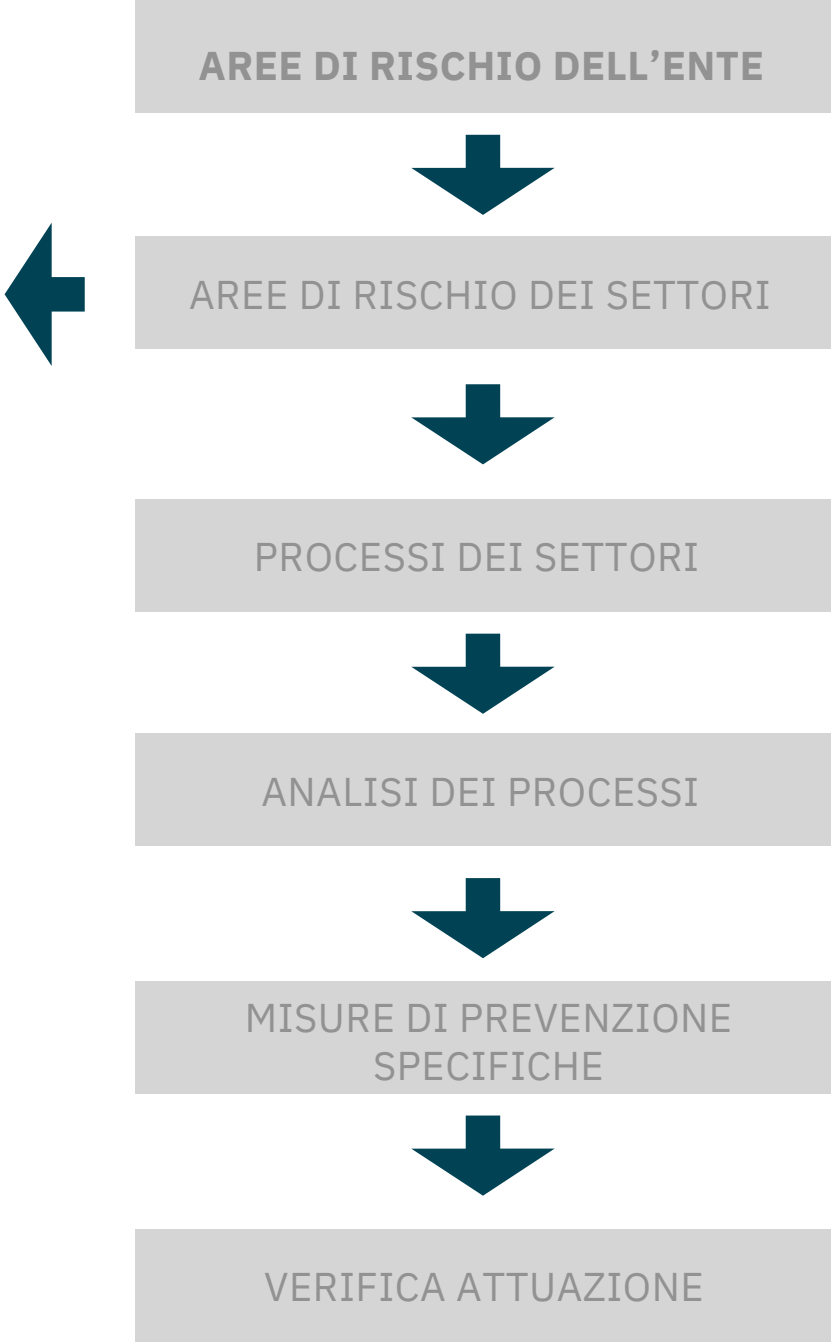 AREE DI RISCHIO DELL’ENTE
AREE DI RISCHIO DEI SETTORI
PROCESSI DEI SETTORI
ANALISI DEI PROCESSI
MISURE DI PREVENZIONE
SPECIFICHE
VERIFICA ATTUAZIONE